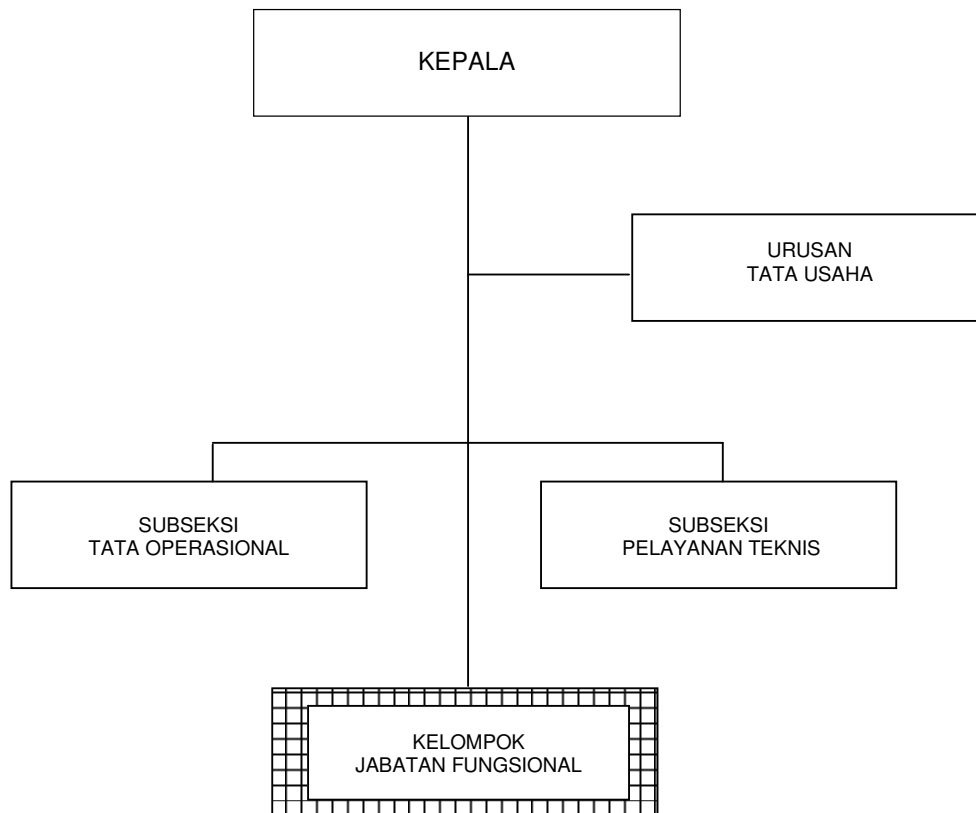 KEPALA
URUSAN
TATA USAHA
SUBSEKSI
TATA OPERASIONAL
SUBSEKSI
PELAYANAN TEKNIS
KELOMPOK
JABATAN FUNGSIONAL